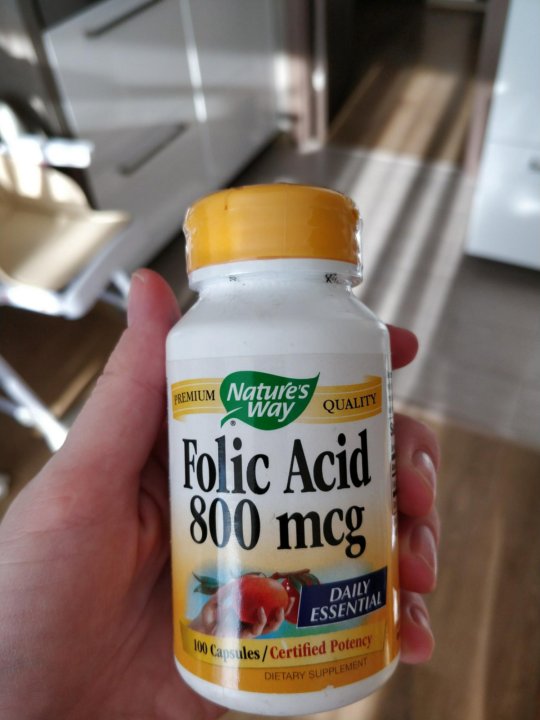 PREMIUM Nature's Way QUALITY
®
Folic Acid
800 mcg
DAILY
ESSENTIAL
100 Capsules / Certified Potency
DIETARY SUPPLEMENT